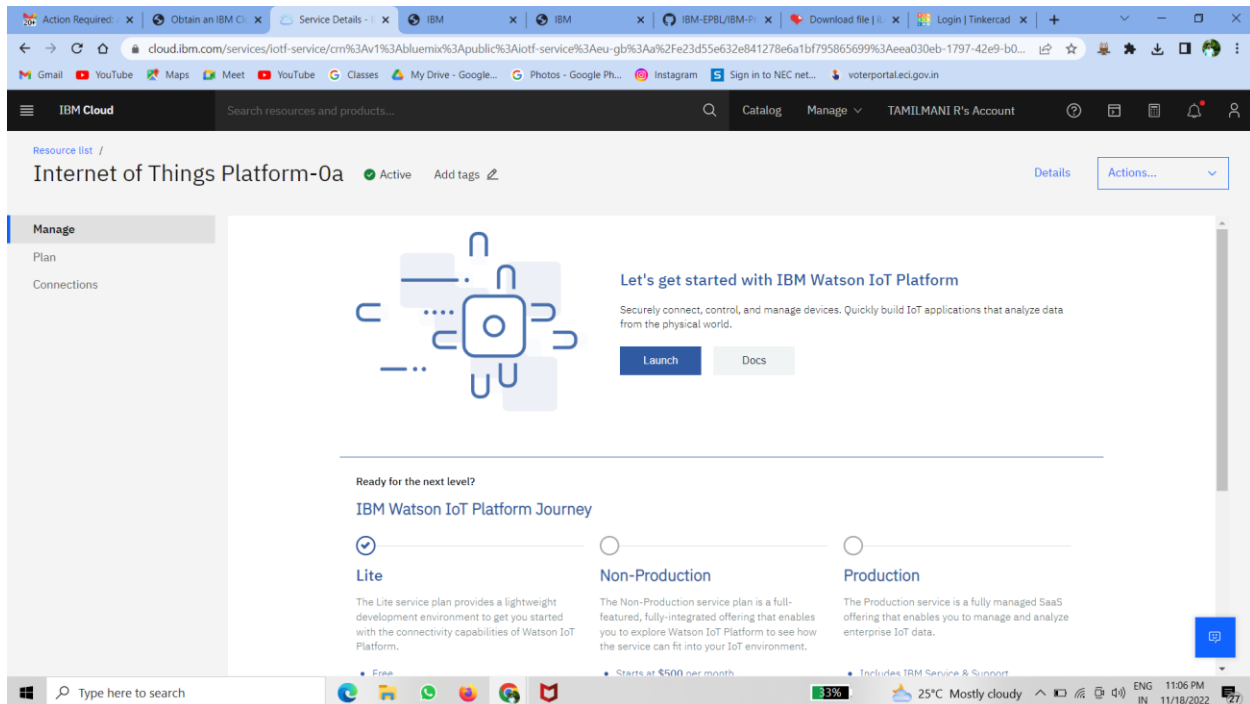 Action Required: A
Obtain an IBM Clo
Service Details - I
IBM
IBM
IBM-EPBL/IBM-Pr
Download file | iL
Login | Tinkercad
cloud.ibm.com/services/iotf-service/crn%3Av1%3Abluemix%3Apublic%3Aiotf-service%3Aeu-gb%3Aa%2Fe23d55e632e841278e6a1bf795865699%3Aeea030eb-1797-42e9-b0...
Gmail YouTube Maps Meet YouTube Classes My Drive - Google... Photos - Google Ph... Instagram Sign in to NEC net... voterportal.eci.gov.in
IBM Cloud Search resources and products... Catalog Manage TAMILMANI R's Account
Resource list /
Internet of Things Platform-0a Active Add tags Details Actions...
Manage
Plan
Connections
Let's get started with IBM Watson IoT Platform
Securely connect, control, and manage devices. Quickly build IoT applications that analyze data
from the physical world.
Launch Docs
Ready for the next level?
IBM Watson IoT Platform Journey
Lite
The Lite service plan provides a lightweight
development environment to get you started
with the connectivity capabilities of Watson IoT
Platform.
• Free
Non-Production
The Non-Production service plan is a full-
featured, fully-integrated offering that enables
you to explore Watson IoT Platform to see how
the service can fit into your IoT environment.
• Starts at $500 per month
Production
The Production service is a fully managed SaaS
offering that enables you to manage and analyze
enterprise IoT data.
• Includes IBM Service & Support
Type here to search
33%
25°C Mostly cloudy
ENG
IN
11:06 PM
11/18/2022
27